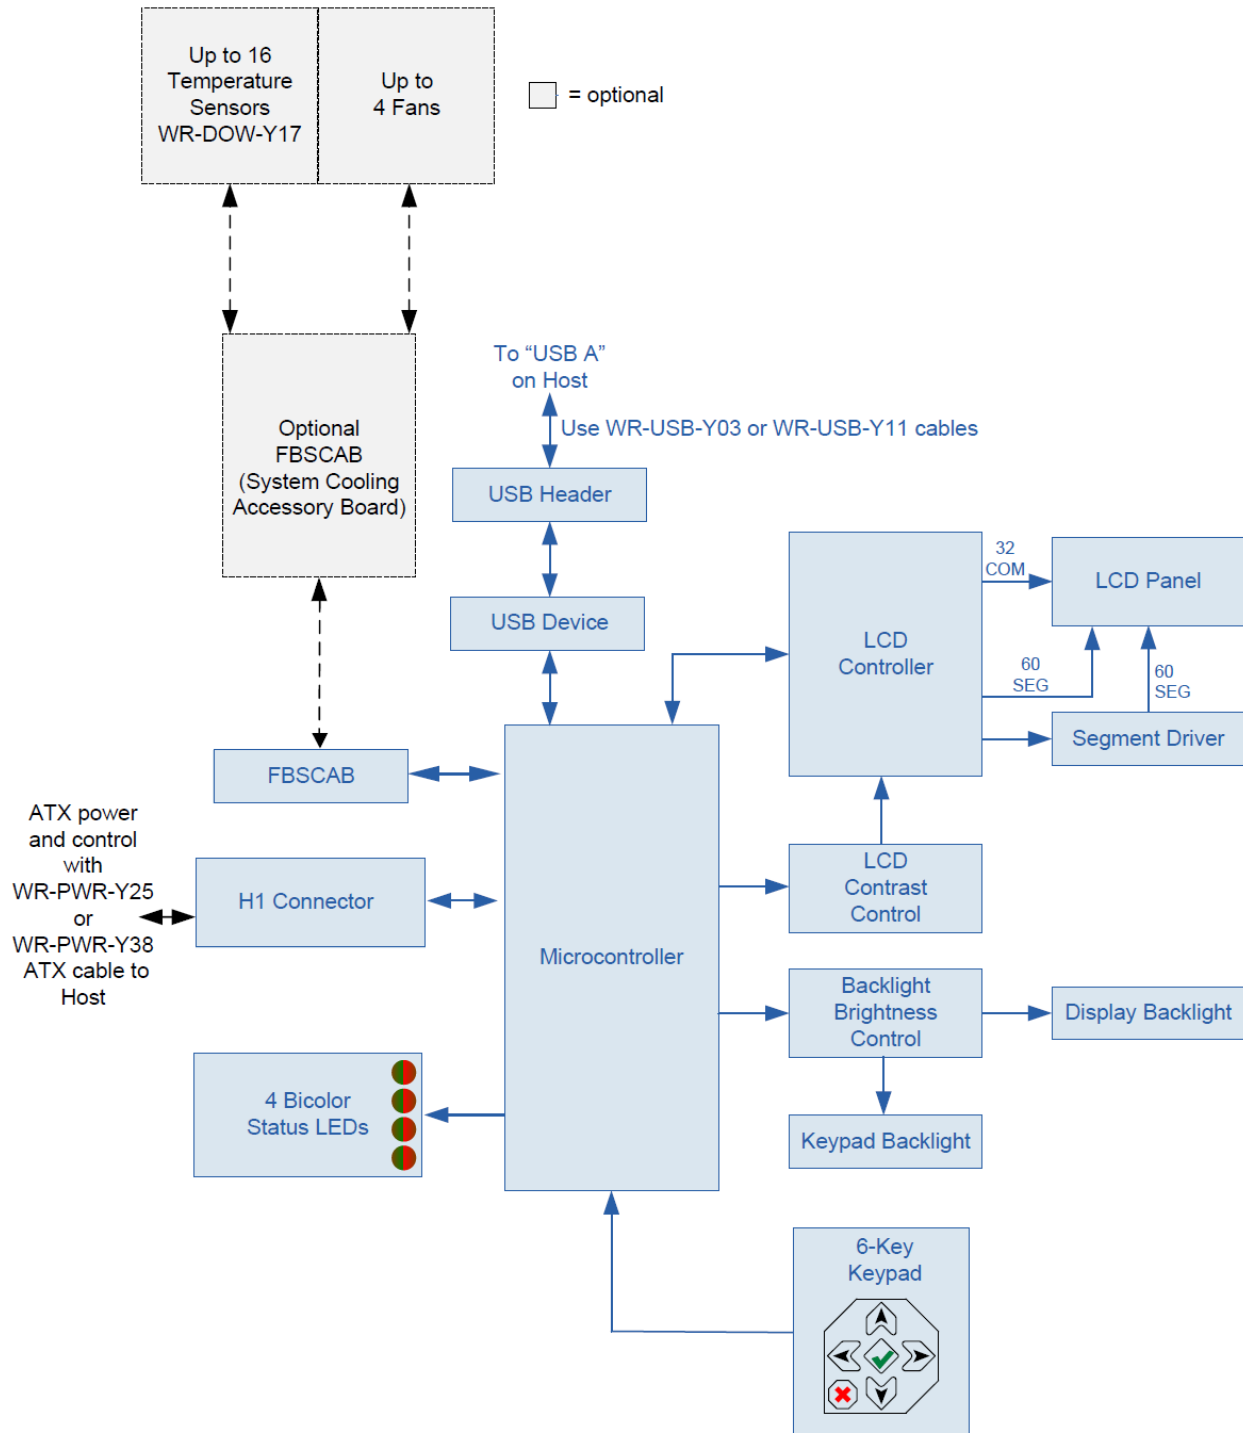 Up to 16
Temperature
Sensors
WR-DOW-Y17
Up to
4 Fans
= optional
Optional
FBSCAB
(System Cooling
Accessory Board)
To “USB A”
on Host
Use WR-USB-Y03 or WR-USB-Y11 cables
USB Header
USB Device
LCD
Controller
32
COM
LCD Panel
60
SEG
60
SEG
Segment Driver
FBSCAB
ATX power
and control
with
WR-PWR-Y25
or
WR-PWR-Y38
ATX cable to
Host
H1 Connector
Microcontroller
LCD
Contrast
Control
Backlight
Brightness
Control
Display Backlight
4 Bicolor
Status LEDs
Keypad Backlight
6-Key
Keypad